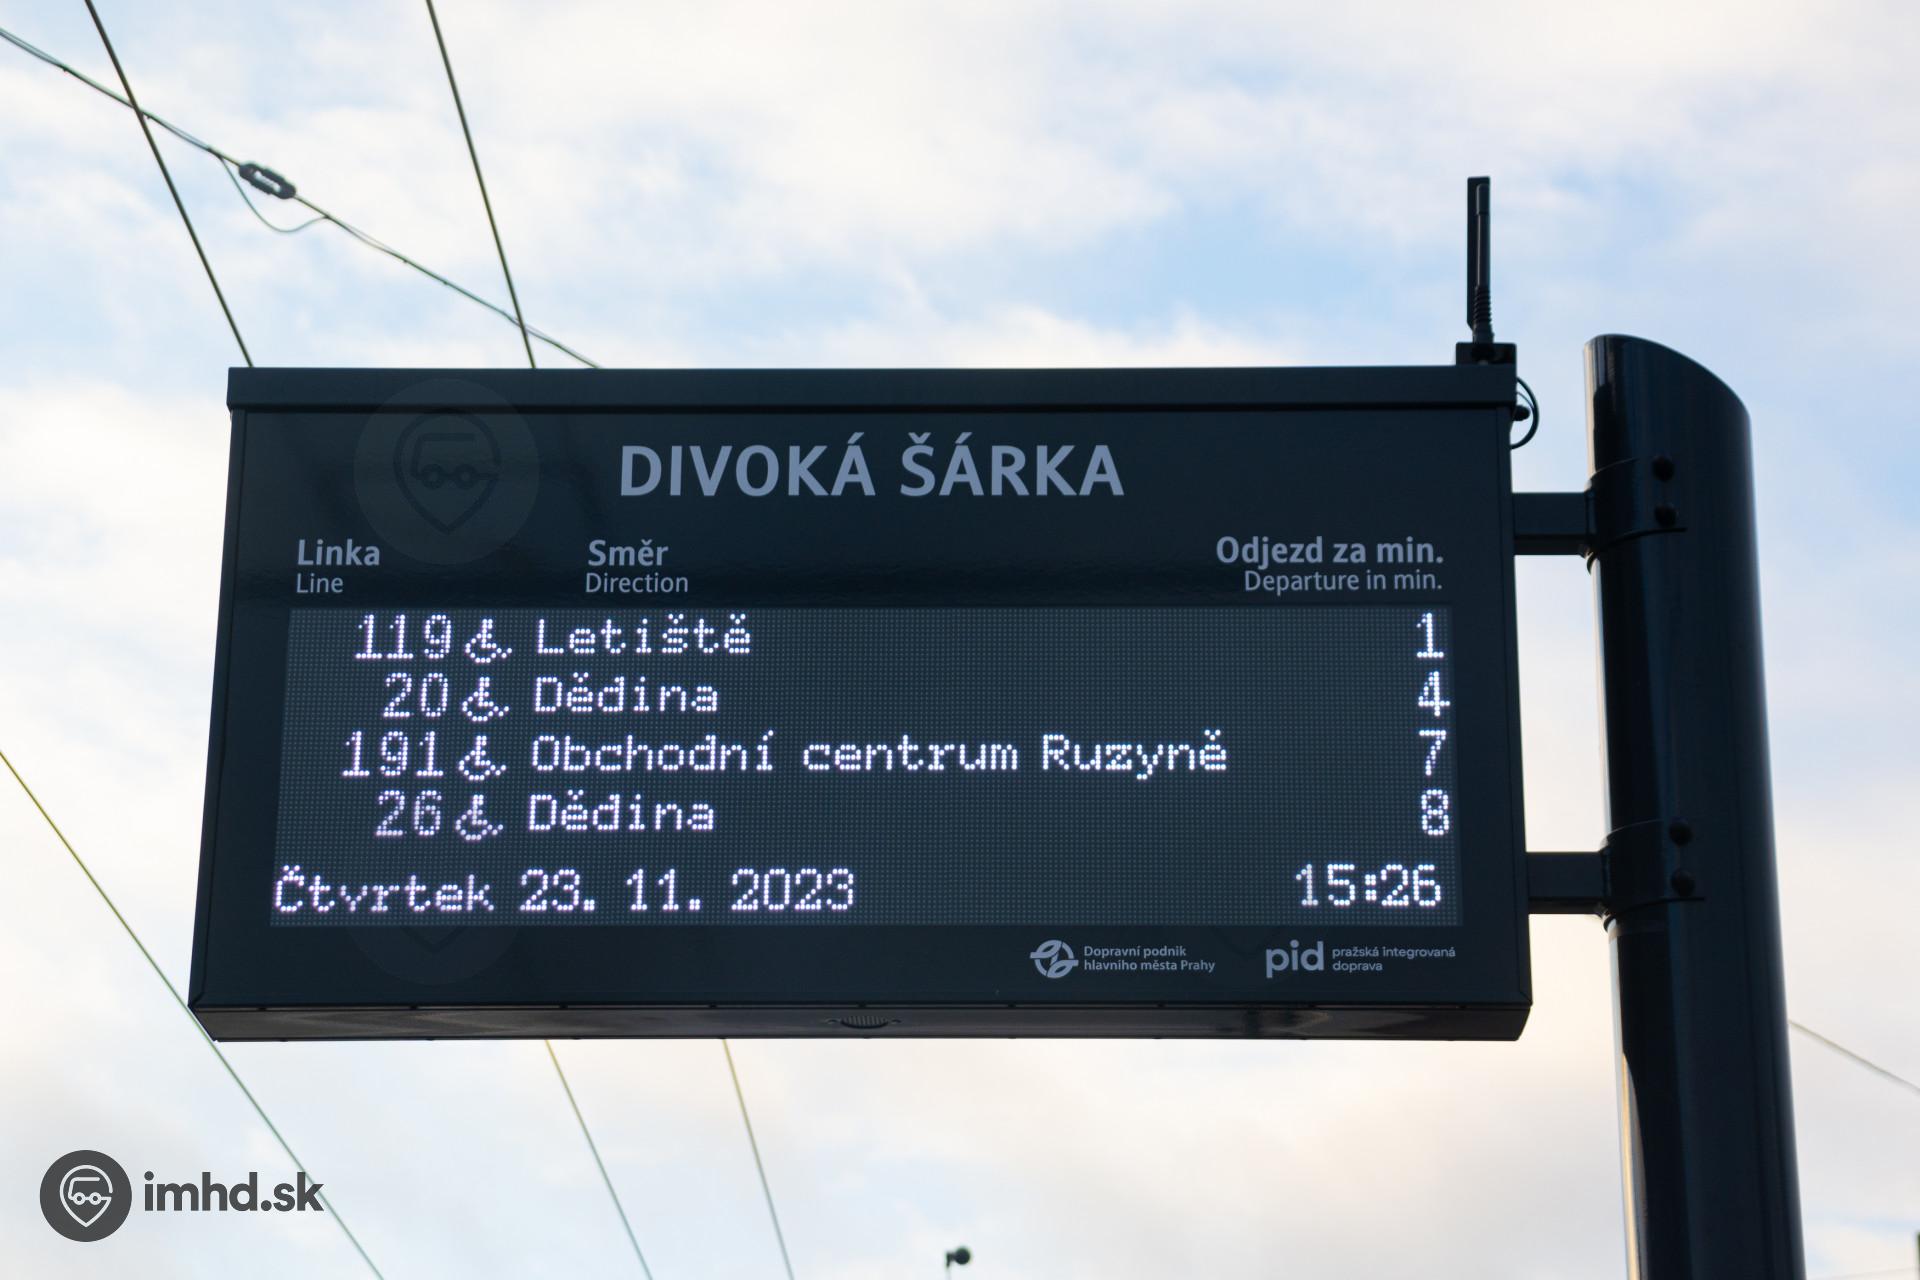 DIVOKÁ ŠÁRKA
Linka Směr Odjezd za min.
Line Direction Departure in min.
119 Letiště 1
20 Dědina 4
191 Obchodní centrum Ruzyně 7
26 Dědina 8
Čtvrtek 23. 11. 2023 15:26
Dopravní podnik
hlavního města Prahy
pid pražská integrovaná
doprava
imhd.sk